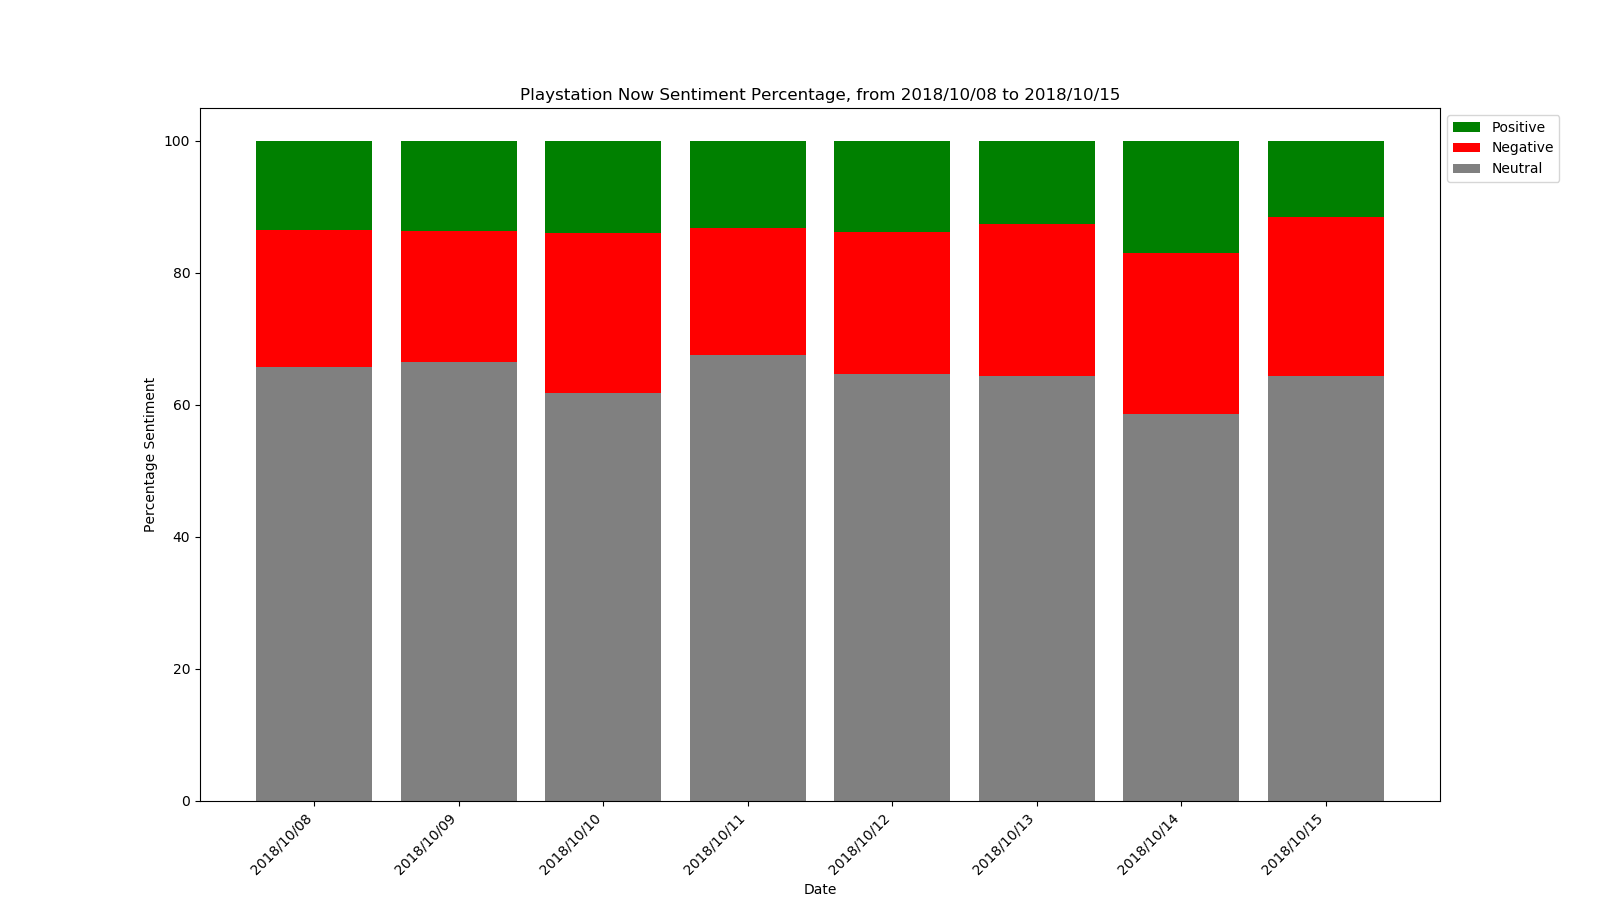 Playstation Now Sentiment Percentage, from 2018/10/08 to 2018/10/15
Positive
Negative
Neutral
Percentage Sentiment
100
80
60
40
20
0
2018/10/08
2018/10/09
2018/10/10
2018/10/11
2018/10/12
2018/10/13
2018/10/14
2018/10/15
Date